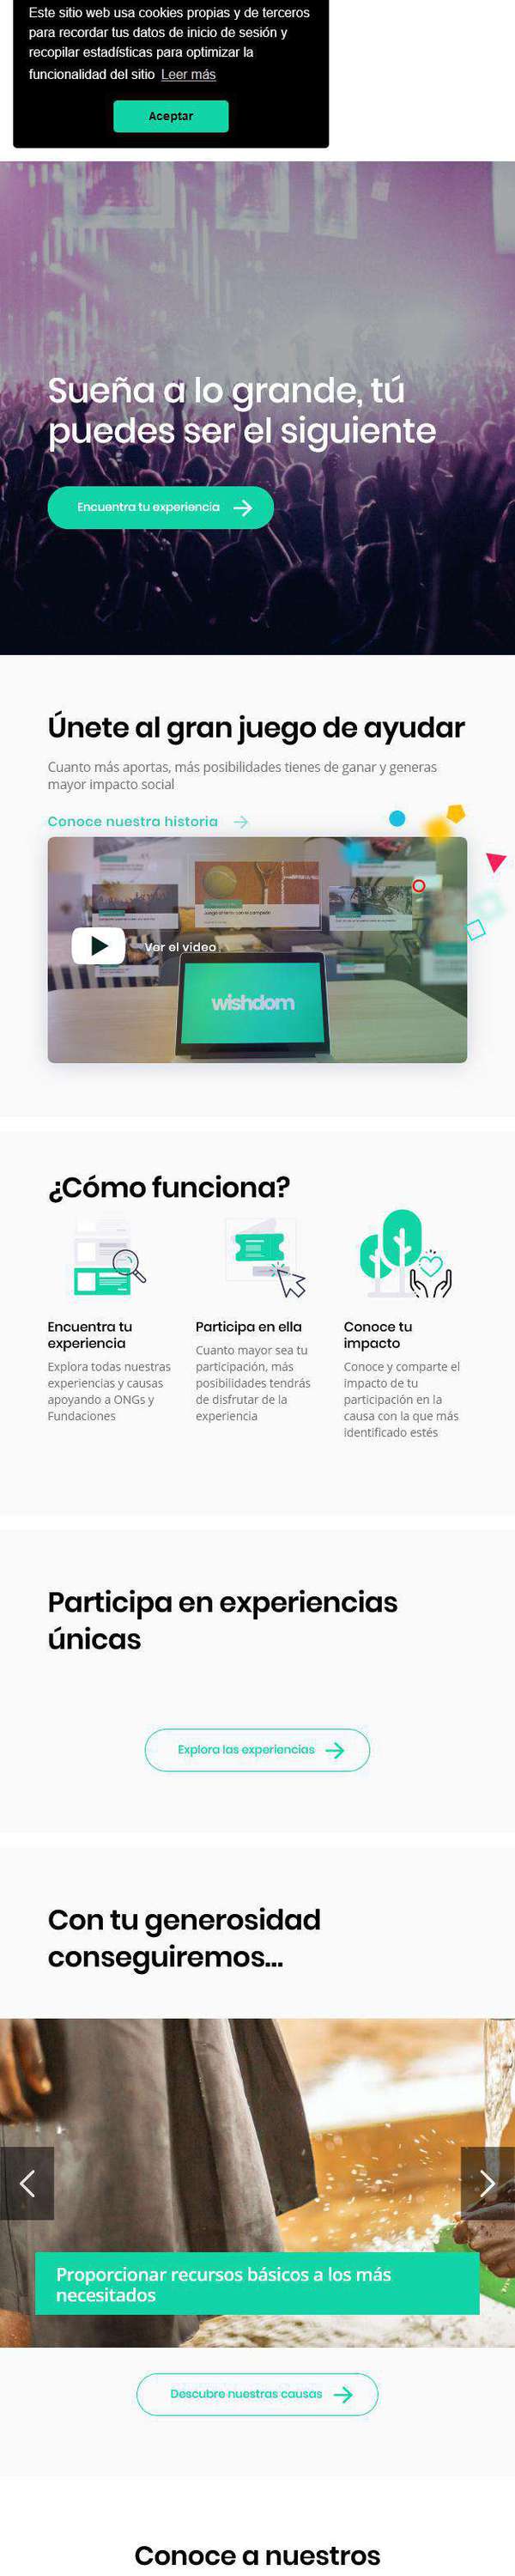 Este sitio web usa cookies propias y de terceros
para recordar tus datos de inicio de sesión y
recopilar estadísticas para optimizar la
funcionalidad del sitio Leer más
Aceptar
Sueña a lo grande, tú
puedes ser el siguiente
Encuentra tu experiencia
Únete al gran juego de ayudar
Cuanto más aportas, más posibilidades tienes de ganar y generas
mayor impacto social
Conoce nuestra historia
Ver el video
wishdom
¿Cómo funciona?
Encuentra tu
experiencia
Explora todas nuestras
experiencias y causas
apoyando a ONGs y
Fundaciones
Participa en ella
Cuanto mayor sea tu
participación, más
posibilidades tendrás
de disfrutar de la
experiencia
Conoce tu
impacto
Conoce y comparte el
impacto de tu
participación en la
causa con la que más
identificado estés
Participa en experiencias
únicas
Explora las experiencias
Con tu generosidad
conseguiremos...
Proporcionar recursos básicos a los más
necesitados
Descubre nuestras causas
Conoce a nuestros